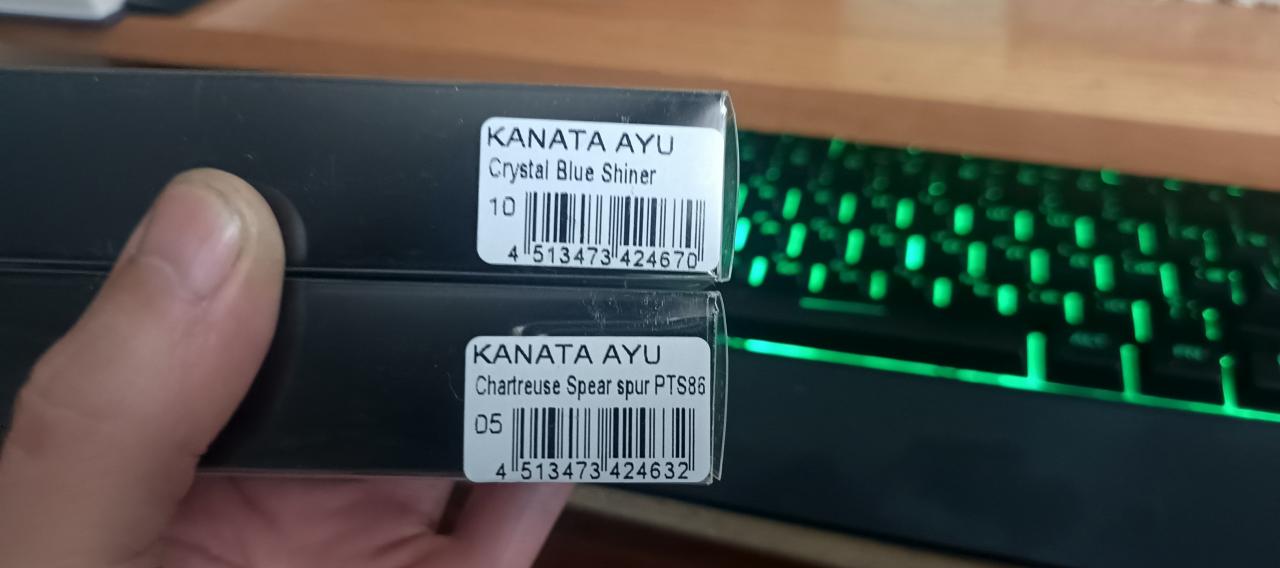 KANATA AYU
Crystal Blue Shiner
10
4 513473 424670
KANATA AYU
Chartreuse Spear spur PTS86
05
4 513473 424632